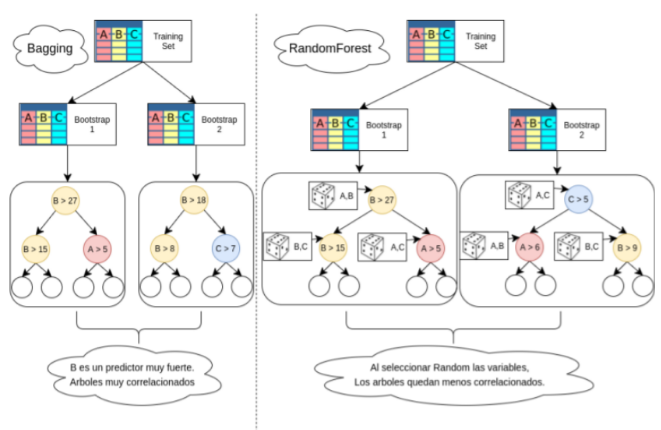 Bagging
A B C
Training
Set
A B C
Bootstrap
1
A B C
Bootstrap
2
B > 27
B > 15
A > 5
B > 18
B > 8
C > 7
B es un predictor muy fuerte.
Arboles muy correlacionados
RandomForest
A B C
Training
Set
A B C
Bootstrap
1
A B C
Bootstrap
2
A,B
B > 27
B,C
B > 15
A,C
A > 5
A,C
C > 5
A,B
A > 6
B,C
B > 9
Al seleccionar Random las variables,
Los arboles quedan menos correlacionados.